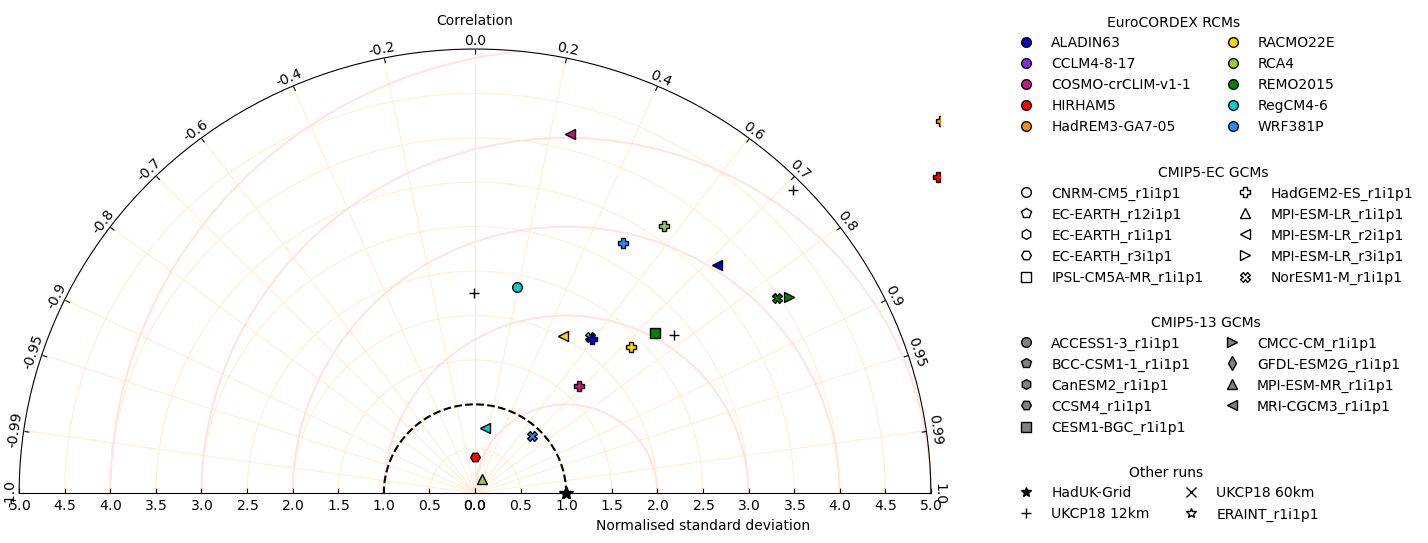 Correlation
0.0
-0.2
0.2
-0.4
0.4
-0.6
0.6
-0.7
0.7
-0.8
0.8
-0.9
0.9
-0.95
0.95
-0.99
0.99
-1.0
1.0
5.0 4.5 4.0 3.5 3.0 2.5 2.0 1.5 1.0 0.5 0.0 0.5 1.0 1.5 2.0 2.5 3.0 3.5 4.0 4.5 5.0
Normalised standard deviation
EuroCORDEX RCMs
ALADIN63 RACMO22E
CCLM4-8-17 RCA4
COSMO-crCLIM-v1-1 REMO2015
HIRHAM5 RegCM4-6
HadREM3-GA7-05 WRF381P
CMIP5-EC GCMs
CNRM-CM5_r1i1p1 HadGEM2-ES_r1i1p1
EC-EARTH_r12i1p1 MPI-ESM-LR_r1i1p1
EC-EARTH_r1i1p1 MPI-ESM-LR_r2i1p1
EC-EARTH_r3i1p1 MPI-ESM-LR_r3i1p1
IPSL-CM5A-MR_r1i1p1 NorESM1-M_r1i1p1
CMIP5-13 GCMs
ACCESS1-3_r1i1p1 CMCC-CM_r1i1p1
BCC-CSM1-1_r1i1p1 GFDL-ESM2G_r1i1p1
CanESM2_r1i1p1 MPI-ESM-MR_r1i1p1
CCSM4_r1i1p1 MRI-CGCM3_r1i1p1
CESM1-BGC_r1i1p1
Other runs
HadUK-Grid UKCP18 60km
UKCP18 12km ERAINT_r1i1p1